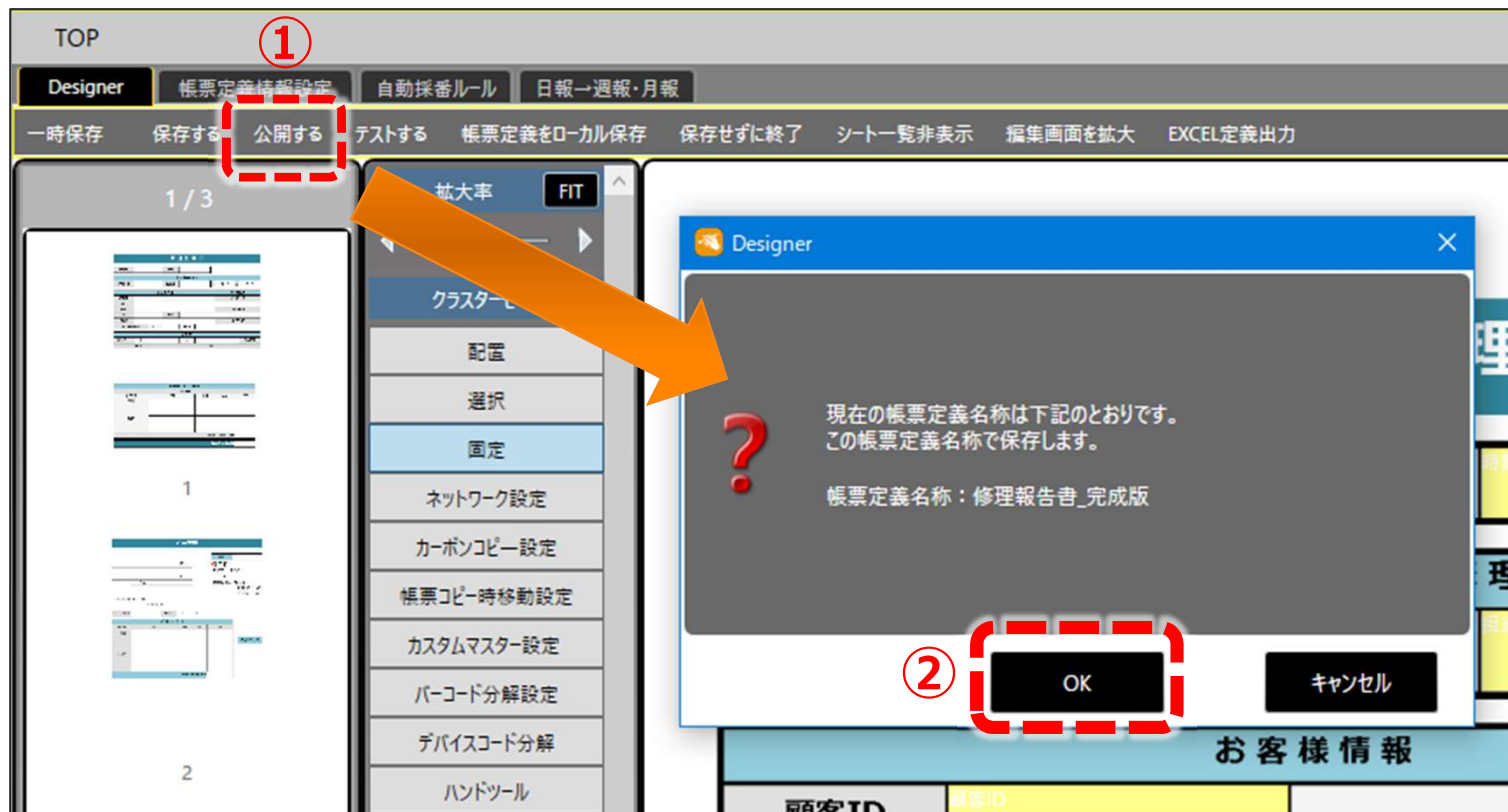 TOP
①
Designer 帳票定義情報設定 自動採番ルール 日報→週報・月報
一時保存 保存する 公開する テストする 帳票定義をローカル保存 保存せずに終了 シート一覧非表示 編集画面を拡大 EXCEL定義出力
1 / 3
拡大率 FIT
クラスター
配置
選択
固定
ネットワーク設定
カーボンコピー設定
帳票コピー時移動設定
カスタムマスター設定
バーコード分解設定
デバイスコード分解
ハンドツール
1
2
Designer
現在の帳票定義名称は下記のとおりです。
この帳票定義名称で保存します。
帳票定義名称：修理報告書_完成版
②
OK キャンセル
理
理
お客様情報
顧客ID 顧客ID